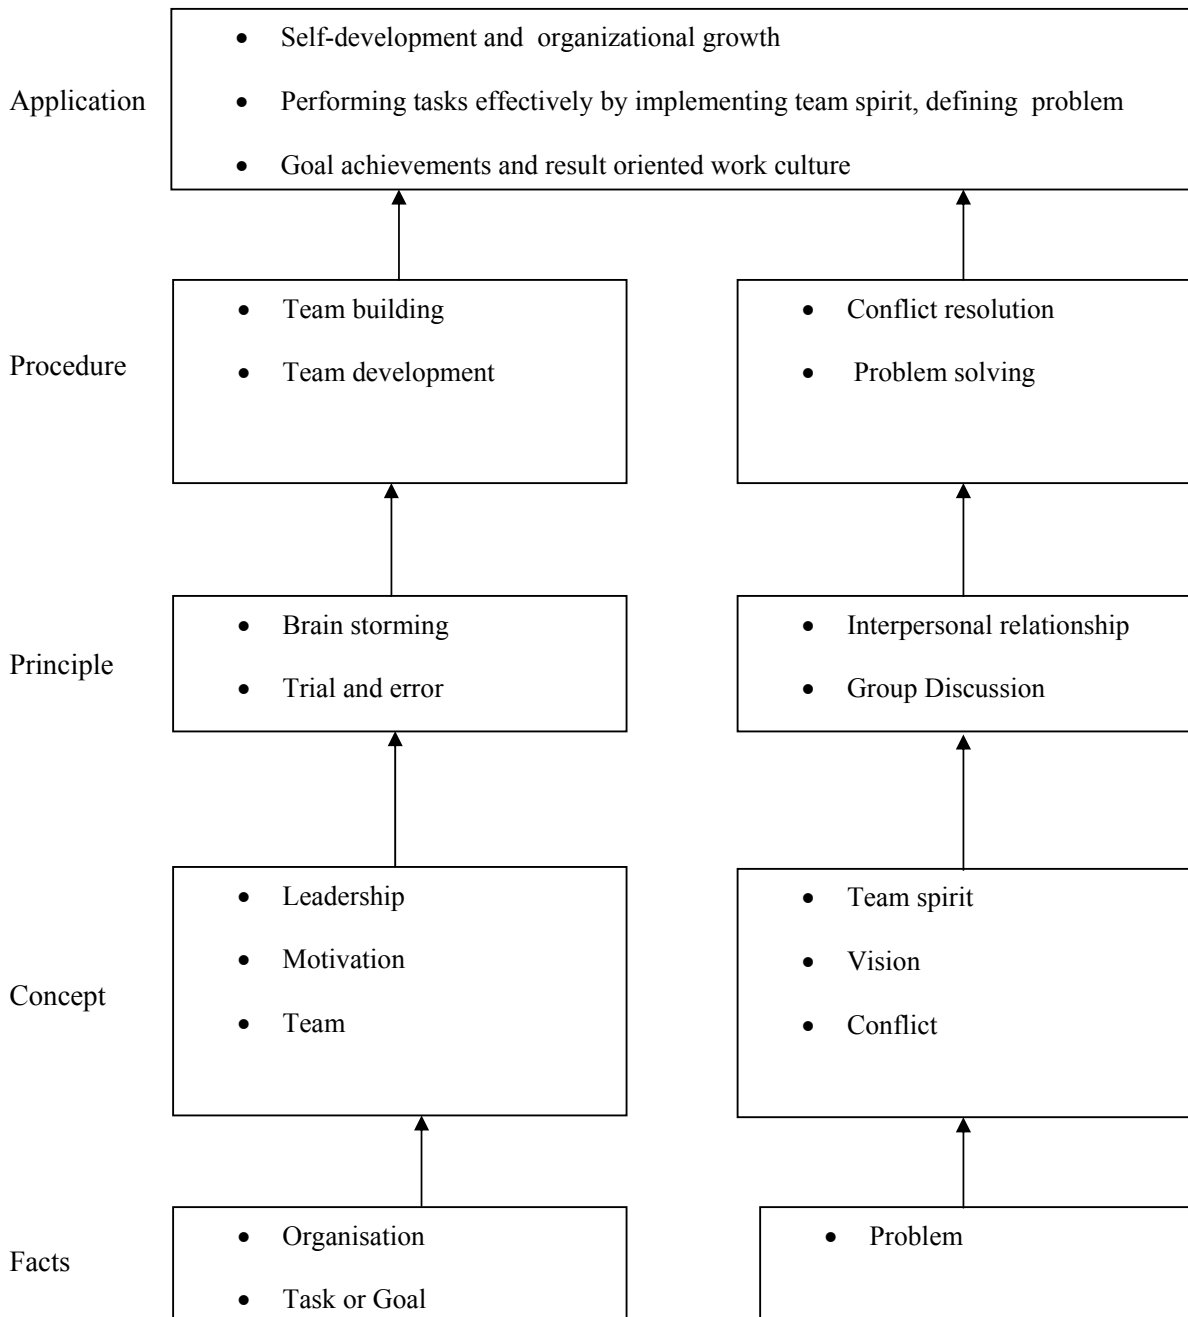 • Self-development and organizational growth
Application
• Performing tasks effectively by implementing team spirit, defining problem
• Goal achievements and result oriented work culture
Procedure
• Team building
• Team development
• Conflict resolution
• Problem solving
Principle
• Brain storming
• Trial and error
• Interpersonal relationship
• Group Discussion
Concept
• Leadership
• Motivation
• Team
• Team spirit
• Vision
• Conflict
Facts
• Organisation
• Task or Goal
• Problem